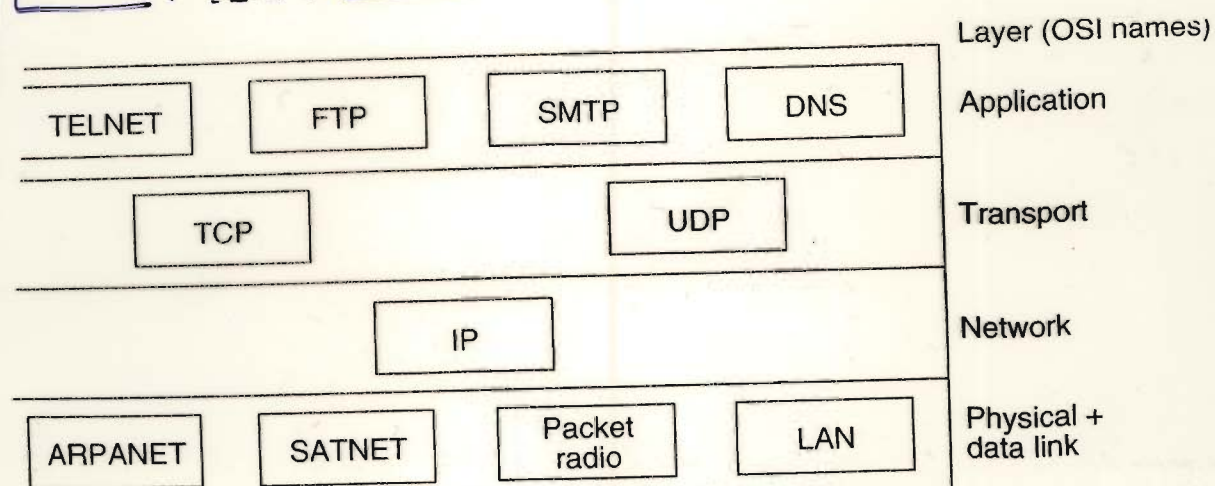 Layer (OSI names)
TELNET FTP SMTP DNS Application
TCP UDP Transport
IP Network
ARPANET SATNET Packet radio LAN Physical + data link